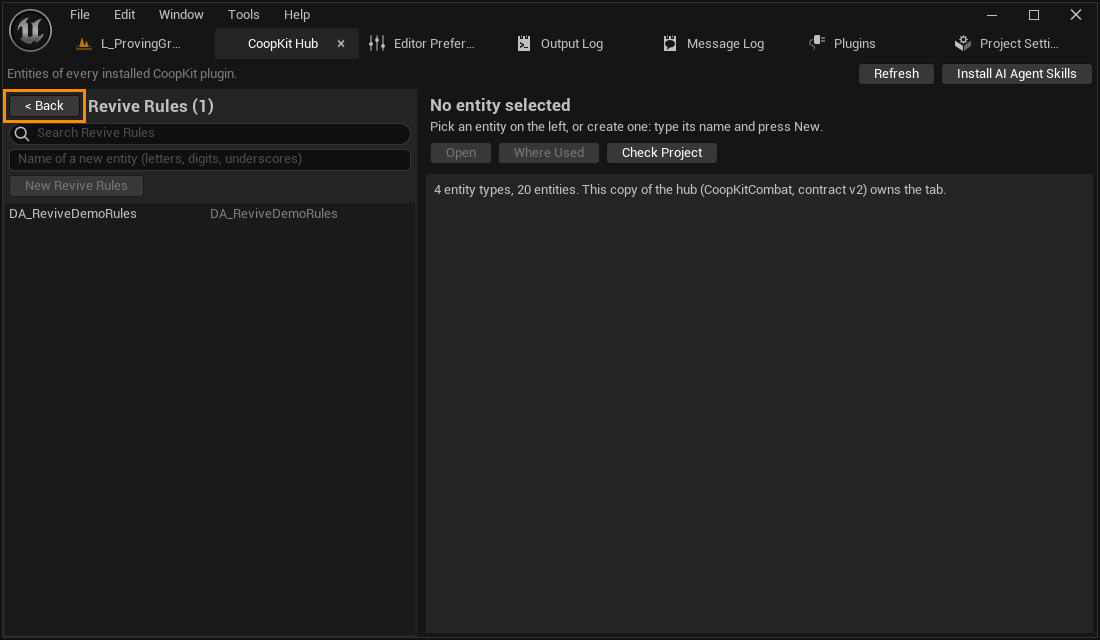 File Edit Window Tools Help
L_ProvingGr... CoopKit Hub × Editor Prefer... Output Log Message Log Plugins Project Setti...
Entities of every installed CoopKit plugin. Refresh Install AI Agent Skills
< Back Revive Rules (1)
Search Revive Rules
Name of a new entity (letters, digits, underscores)
New Revive Rules
DA_ReviveDemoRules DA_ReviveDemoRules
No entity selected
Pick an entity on the left, or create one: type its name and press New.
Open Where Used Check Project
4 entity types, 20 entities. This copy of the hub (CoopKitCombat, contract v2) owns the tab.